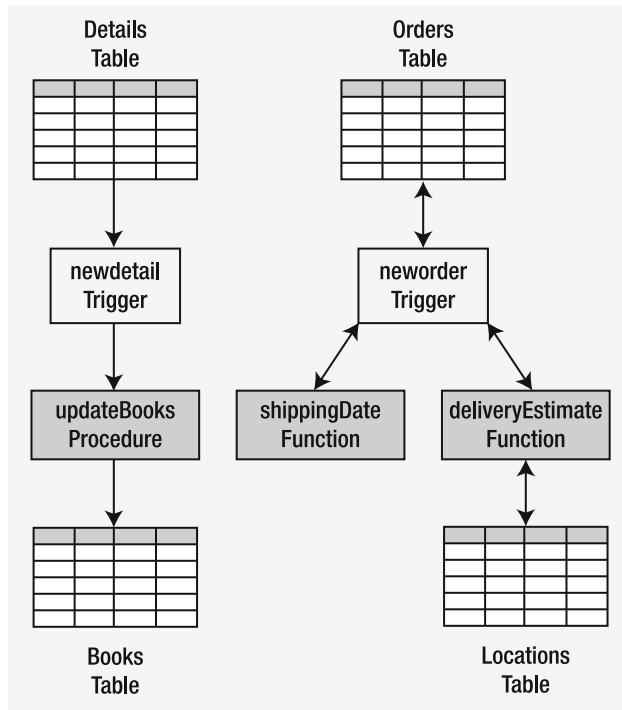 Details
Table
Orders
Table
newdetail
Trigger
neworder
Trigger
updateBooks
Procedure
shippingDate
Function
deliveryEstimate
Function
Books
Table
Locations
Table